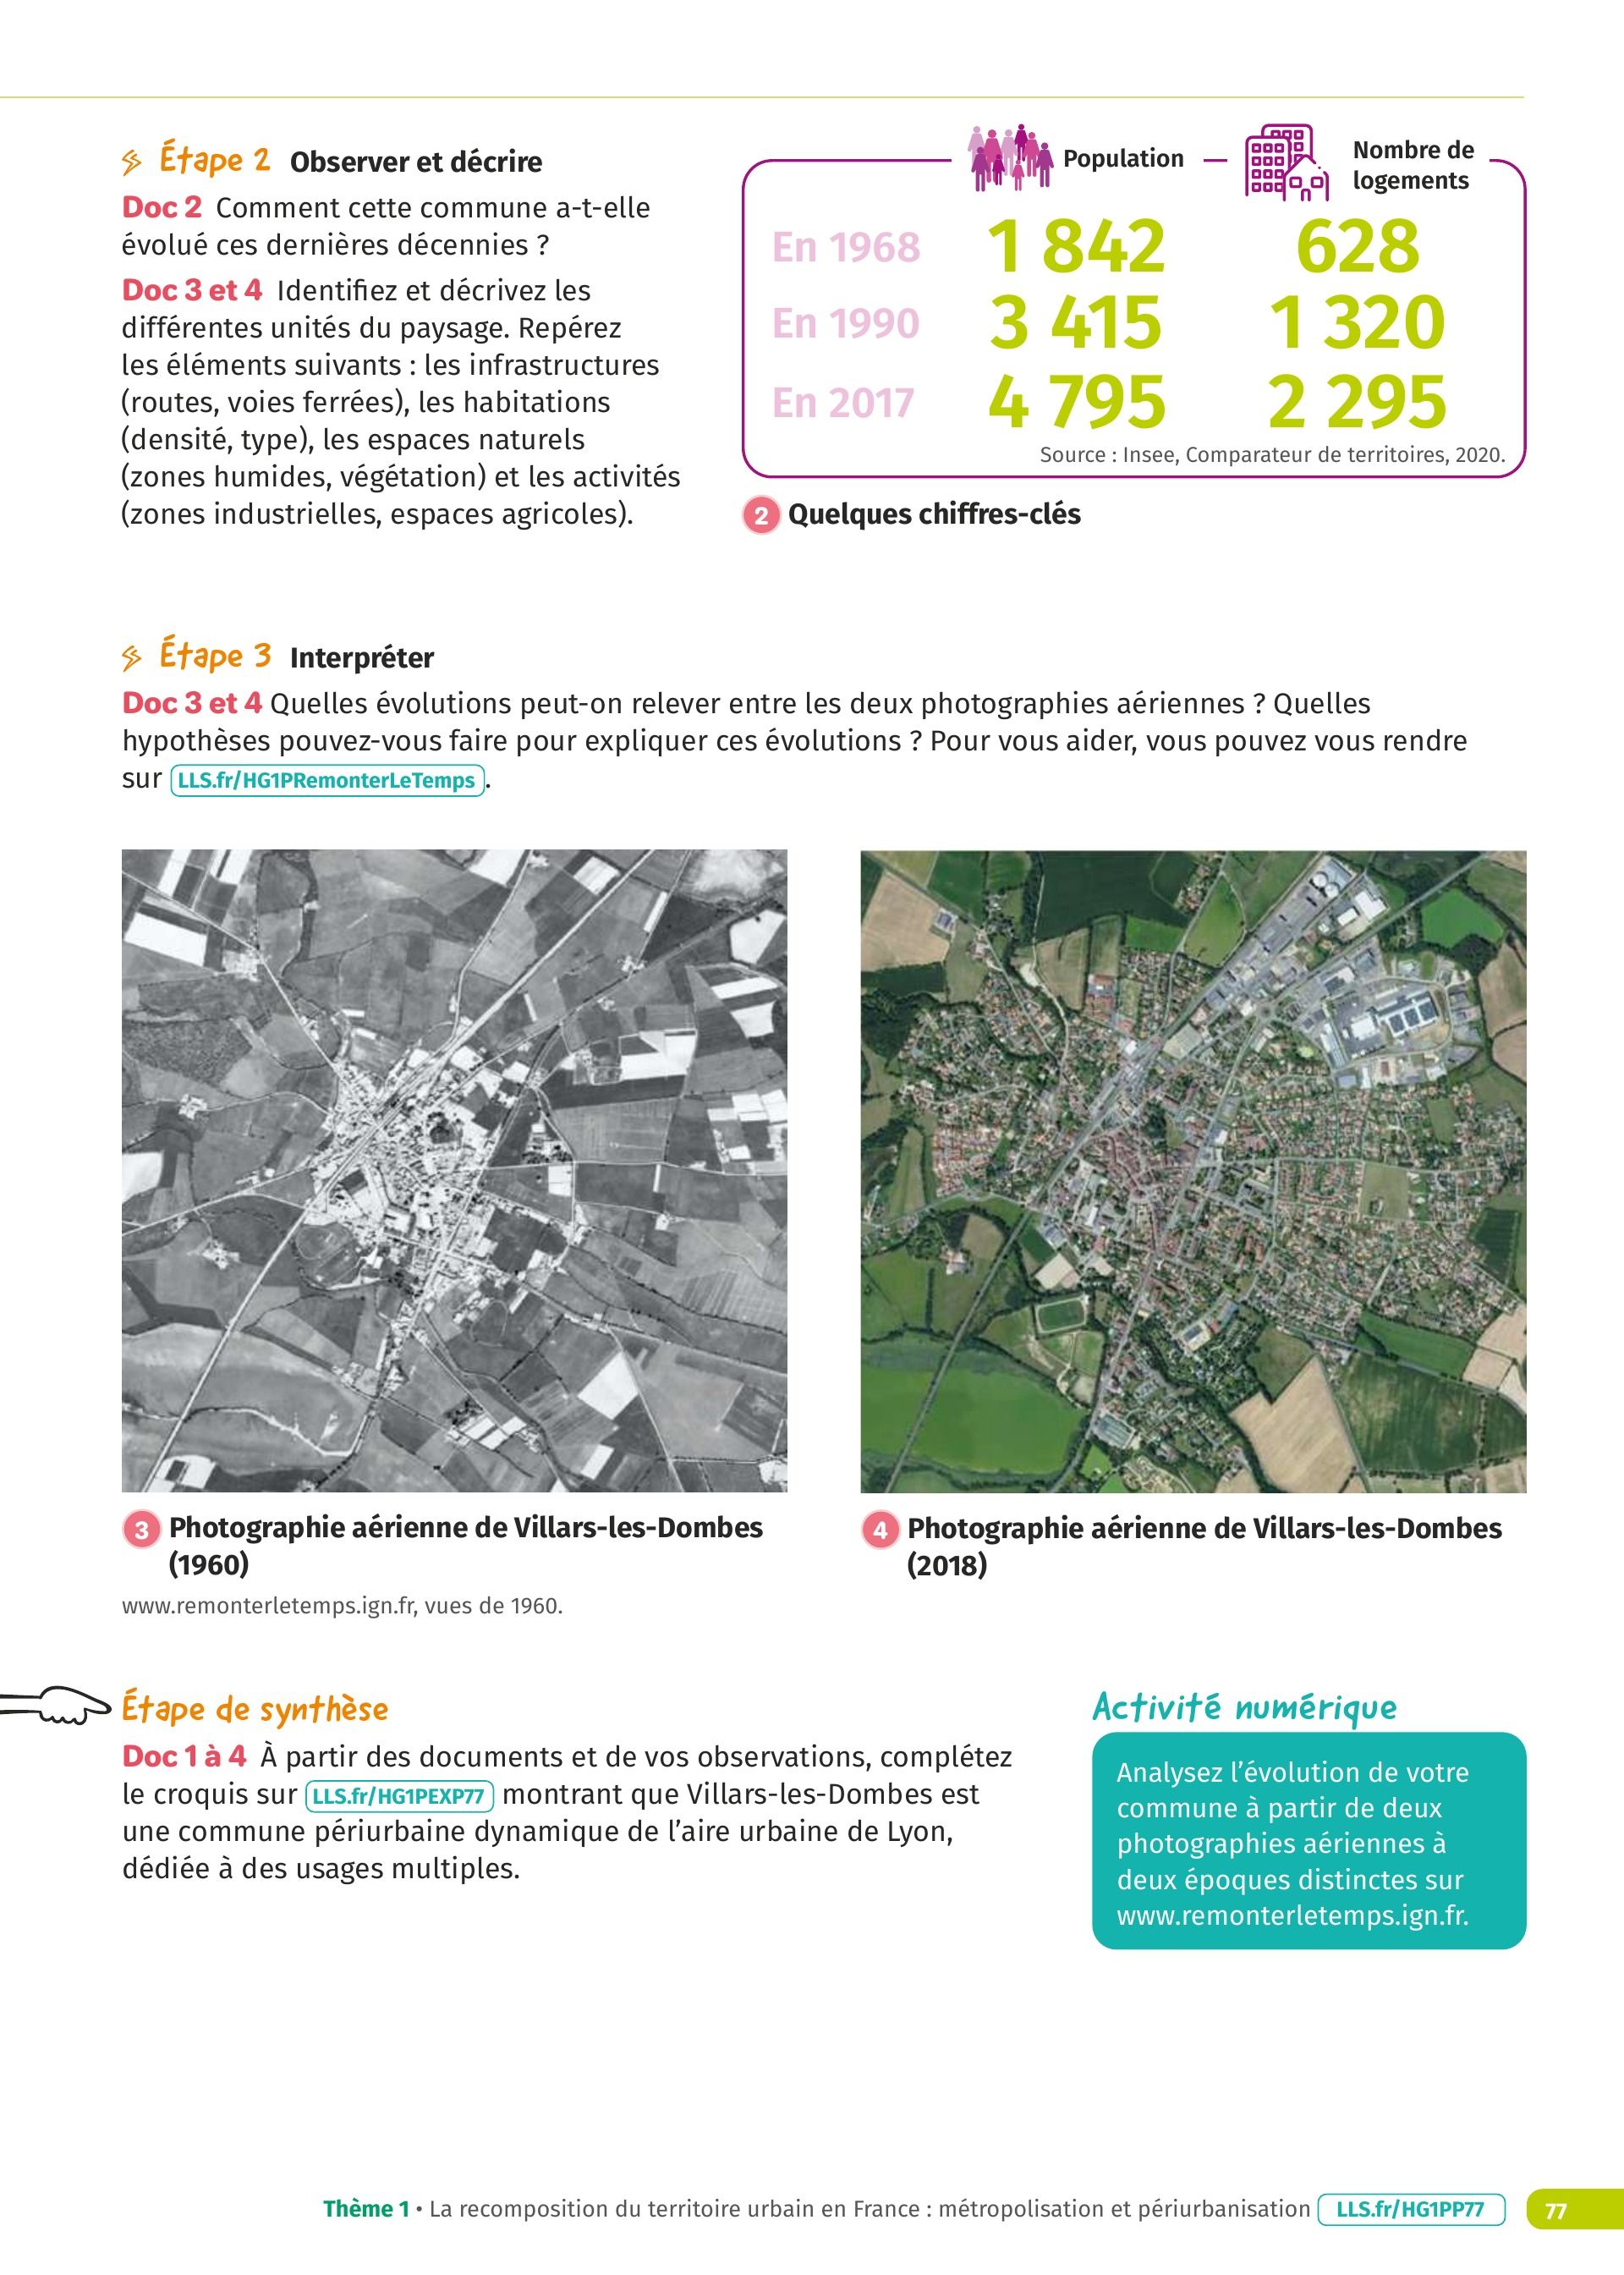 Étape 2 Observer et décrire
Doc 2 Comment cette commune a-t-elle
évolué ces dernières décennies ?
Doc 3 et 4 Identifiez et décrivez les
différentes unités du paysage. Repérez
les éléments suivants : les infrastructures
(routes, voies ferrées), les habitations
(densité, type), les espaces naturels
(zones humides, végétation) et les activités
(zones industrielles, espaces agricoles).
Population
Nombre de
logements
En 1968 1 842 628
En 1990 3 415 1 320
En 2017 4 795 2 295
Source : Insee, Comparateur de territoires, 2020.
2 Quelques chiffres-clés
Étape 3 Interpréter
Doc 3 et 4 Quelles évolutions peut-on relever entre les deux photographies aériennes ? Quelles
hypothèses pouvez-vous faire pour expliquer ces évolutions ? Pour vous aider, vous pouvez vous rendre
sur LLS.fr/HG1PRemonterLeTemps.
3 Photographie aérienne de Villars-les-Dombes
(1960)
www.remonterletemps.ign.fr, vues de 1960.
4 Photographie aérienne de Villars-les-Dombes
(2018)
Étape de synthèse
Doc 1 à 4 À partir des documents et de vos observations, complétez
le croquis sur LLS.fr/HG1PEXP77 montrant que Villars-les-Dombes est
une commune périurbaine dynamique de l'aire urbaine de Lyon,
dédiée à des usages multiples.
Activité numérique
Analysez l'évolution de votre
commune à partir de deux
photographies aériennes à
deux époques distinctes sur
www.remonterletemps.ign.fr.
Thème 1 • La recomposition du territoire urbain en France : métropolisation et périurbanisation LLS.fr/HG1PP77 77